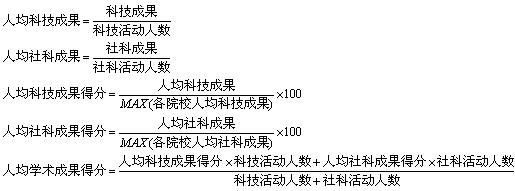 人均科技成果=科技成果/科技活动人数
人均社科成果=社科成果/社科活动人数
人均科技成果得分=人均科技成果/MAX(各院校人均科技成果)×100
人均社科成果得分=人均社科成果/MAX(各院校人均社科成果)×100
人均学术成果得分=人均科技成果得分×科技活动人数+人均社科成果得分×社科活动人数/科技活动人数+社科活动人数